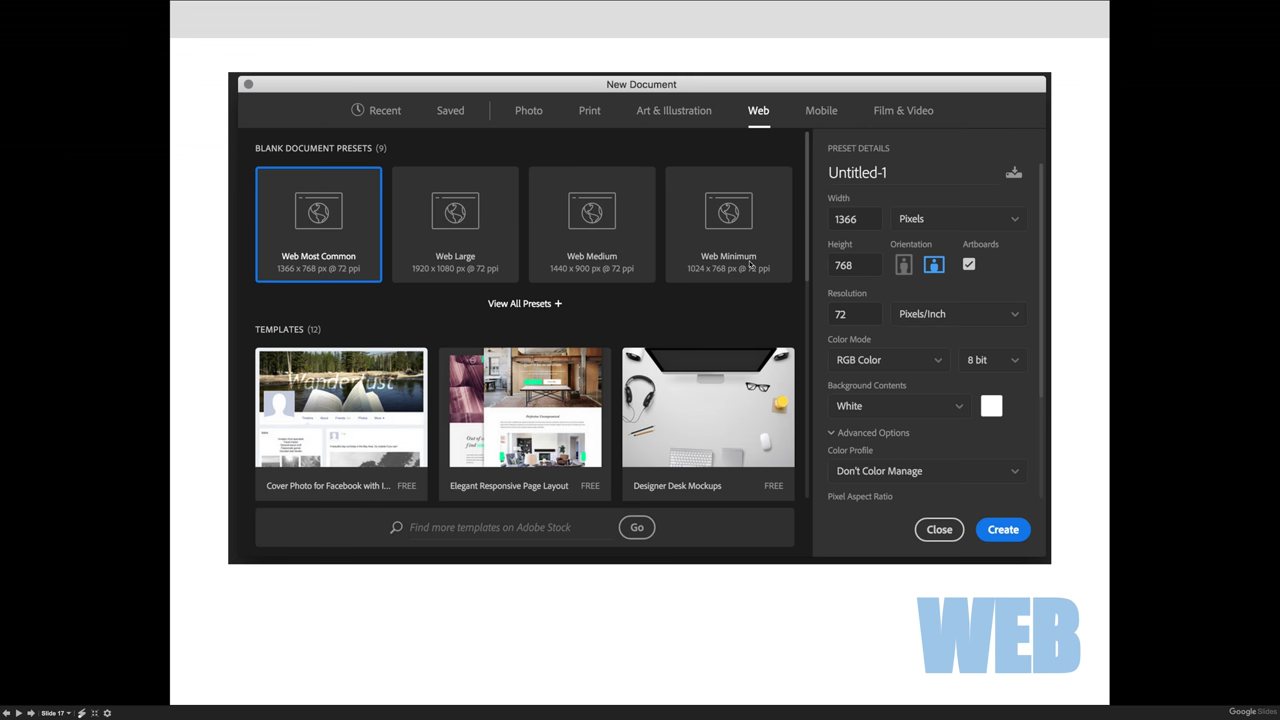 New Document
Recent Saved Photo Print Art & Illustration Web Mobile Film & Video
BLANK DOCUMENT PRESETS (9)
Web Most Common
1366 x 768 px @ 72 ppi
Web Large
1920 x 1080 px @ 72 ppi
Web Medium
1440 x 900 px @ 72 ppi
Web Minimum
1024 x 768 px @ 72 ppi
View All Presets +
TEMPLATES (12)
Wanderlust
Cover Photo for Facebook with I... FREE
Elegant Responsive Page Layout FREE
Designer Desk Mockups FREE
Find more templates on Adobe Stock Go
PRESET DETAILS
Untitled-1
Width
1366 Pixels
Height Orientation Artboards
768
Resolution
72 Pixels/Inch
Color Mode
RGB Color 8 bit
Background Contents
White
Advanced Options
Color Profile
Don't Color Manage
Pixel Aspect Ratio
Close Create
WEB
Slide 17
Google Slides